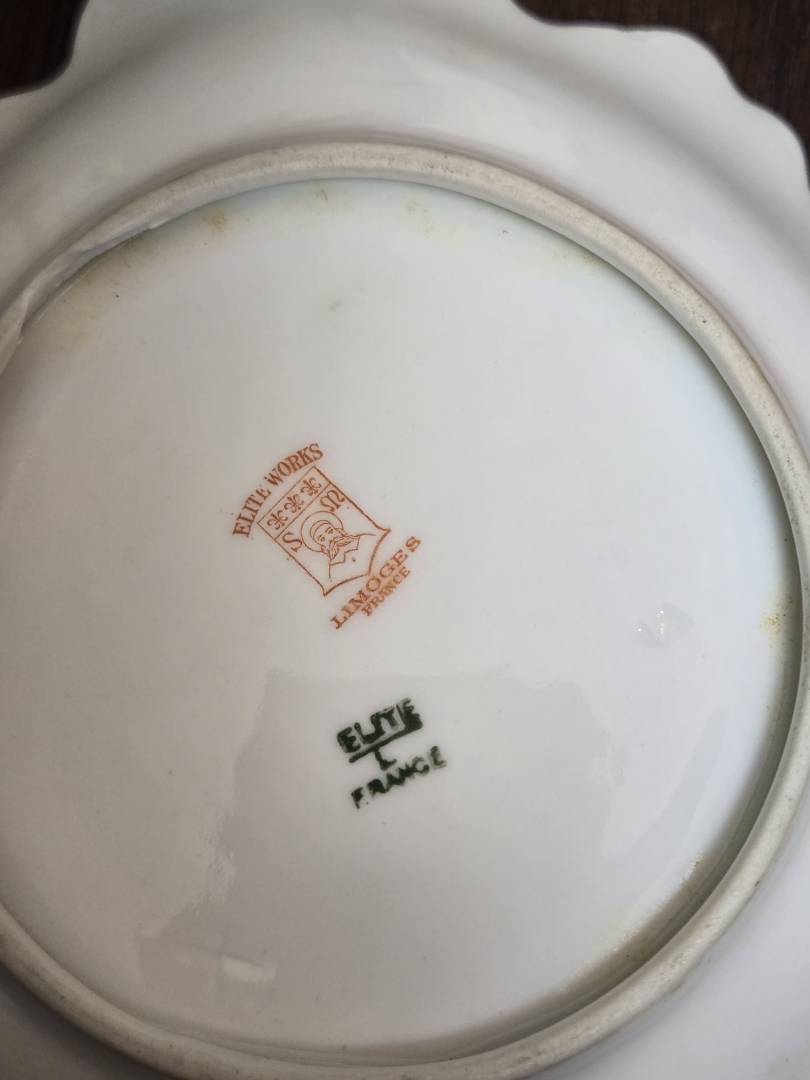 ELITE WORKS
S M
LIMOGES
FRANCE
ELITE
L
FRANCE